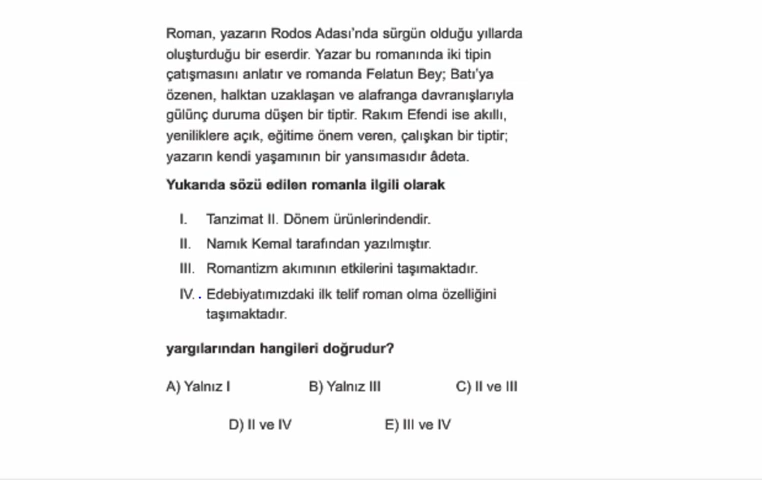 Roman, yazarın Rodos Adası'nda sürgün olduğu yıllarda
oluşturduğu bir eserdir. Yazar bu romanında iki tipin
çatışmasını anlatır ve romanda Felatun Bey; Batı'ya
özenen, halktan uzaklaşan ve alafranga davranışlarıyla
gülünç duruma düşen bir tiptir. Rakım Efendi ise akıllı,
yeniliklere açık, eğitime önem veren, çalışkan bir tiptir;
yazarın kendi yaşamının bir yansımasıdır âdeta.
Yukarıda sözü edilen romanla ilgili olarak
I. Tanzimat II. Dönem ürünlerindendir.
II. Namık Kemal tarafından yazılmıştır.
III. Romantizm akımının etkilerini taşımaktadır.
IV. . Edebiyatımızdaki ilk telif roman olma özelliğini
taşımaktadır.
yargılarından hangileri doğrudur?
A) Yalnız I B) Yalnız III C) II ve III
D) II ve IV E) III ve IV